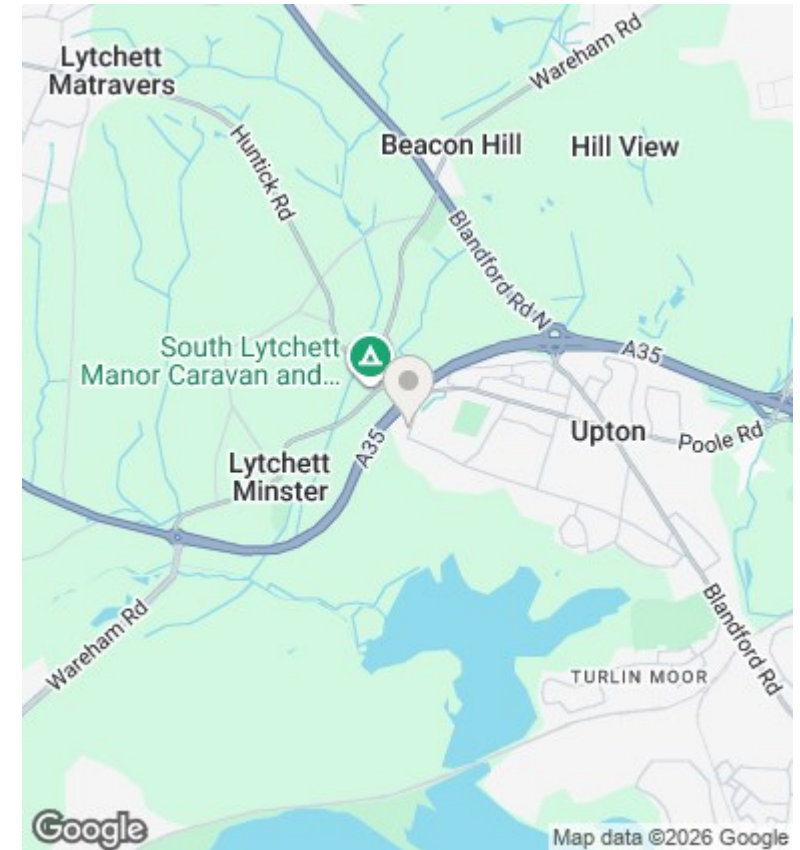 Lytchett
Matravers
Wareham Rd
Beacon Hill
Hill View
Huntick Rd
Blandford Rd N
South Lytchett
Manor Caravan and...
A35
A35
Upton
Poole Rd
Lytchett
Minster
Wareham Rd
Blandford Rd
TURLIN MOOR
Google
Map data ©2026 Google